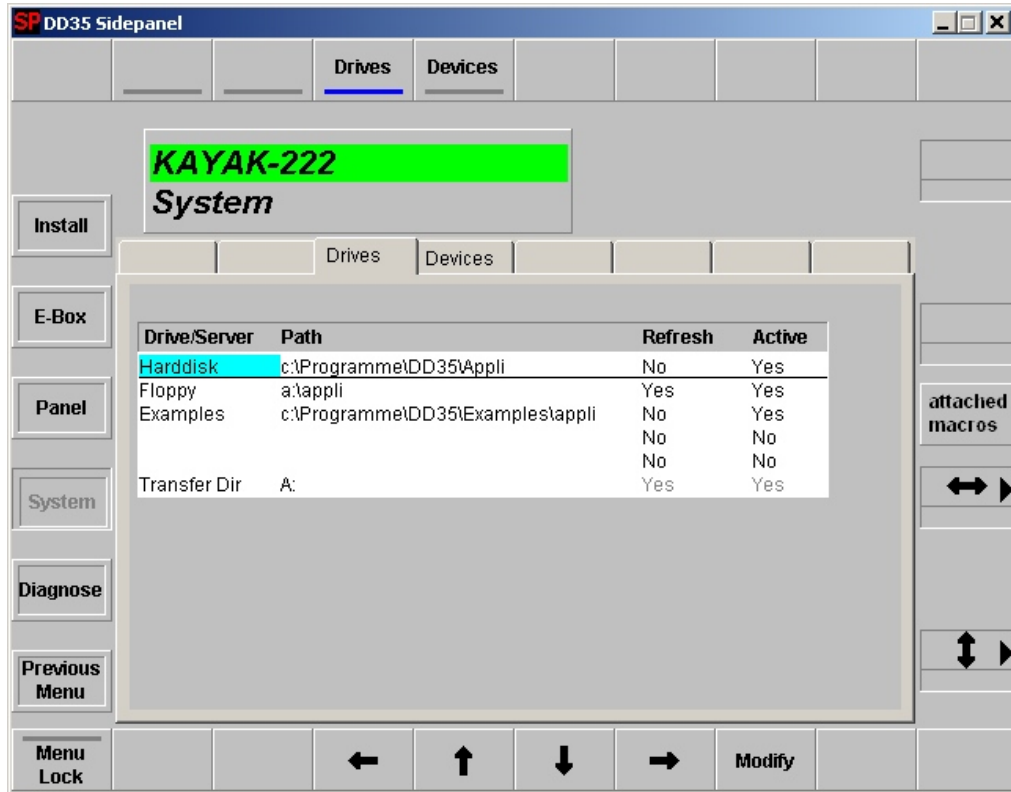 SP DD35 Sidepanel
Drives Devices
KAYAK-222
System
Install
E-Box
Panel
System
Diagnose
Previous
Menu
Menu
Lock
Drives Devices
Drive/Server Path Refresh Active
Harddisk c:\Programme\DD35\Appli No Yes
Floppy a:\appli Yes Yes
Examples c:\Programme\DD35\Examples\appli No Yes
No No
No No
Transfer Dir A: Yes Yes
attached
macros
Modify